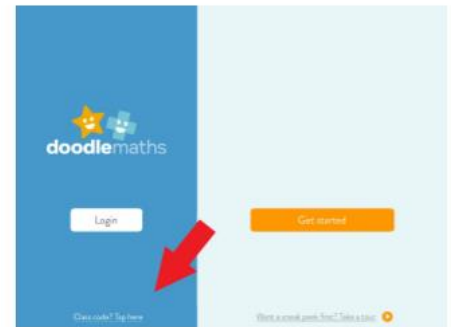 doodlemaths
Login
Get started
Class code? Tap here
Want a sneak peek first? Take a tour